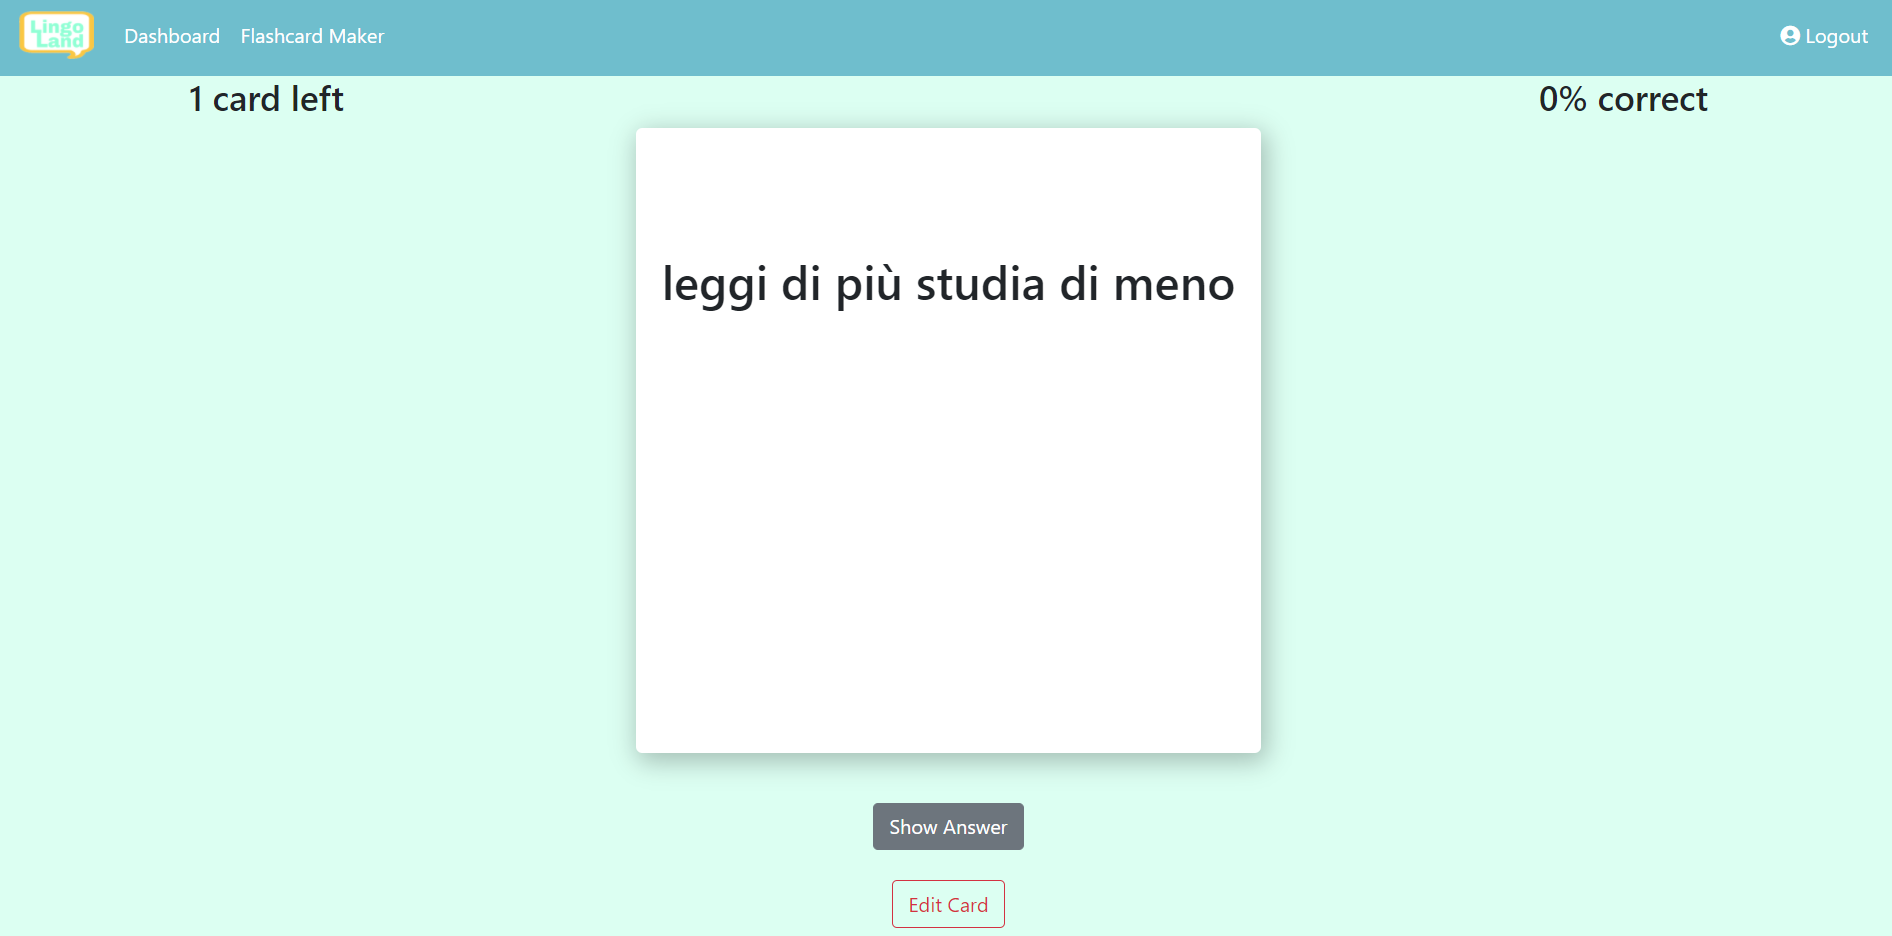 Lingo
Land
Dashboard Flashcard Maker
Logout
1 card left
0% correct
leggi di più studia di meno
Show Answer
Edit Card